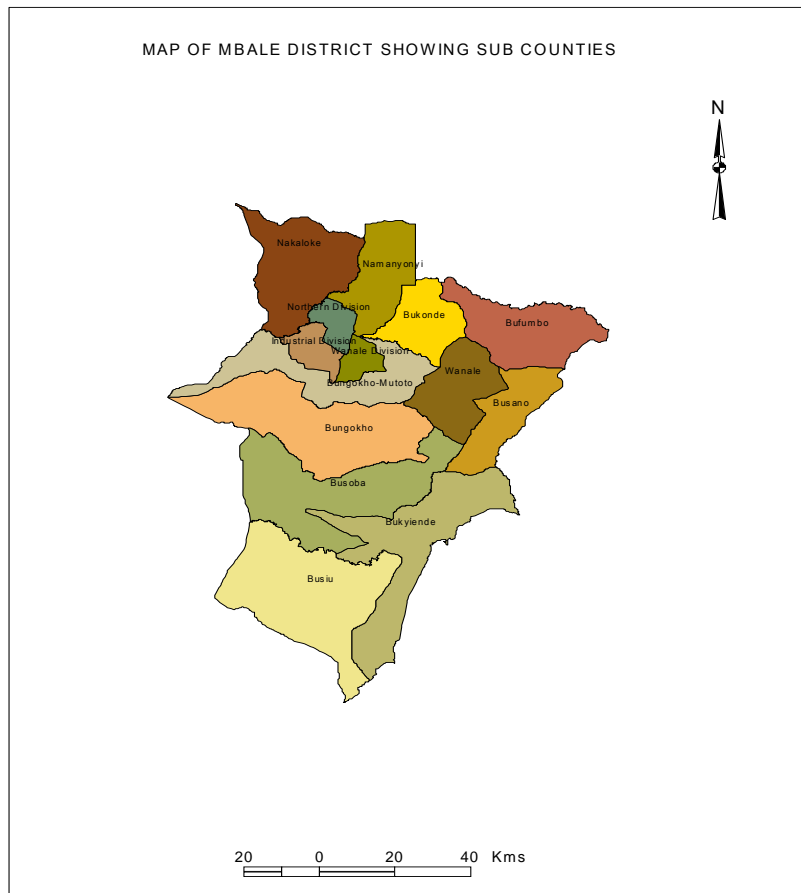 MAP OF MBALE DISTRICT SHOWING SUB COUNTIES
N
Nakaloke
Namanyonyi
Northern Division
Bukonde
Bufumbo
Industrial Division
Wanale Division
Wanale
Bungokho-Mutoto
Busano
Bungokho
Busoba
Bukyiende
Busiu
20 0 20 40 Kms